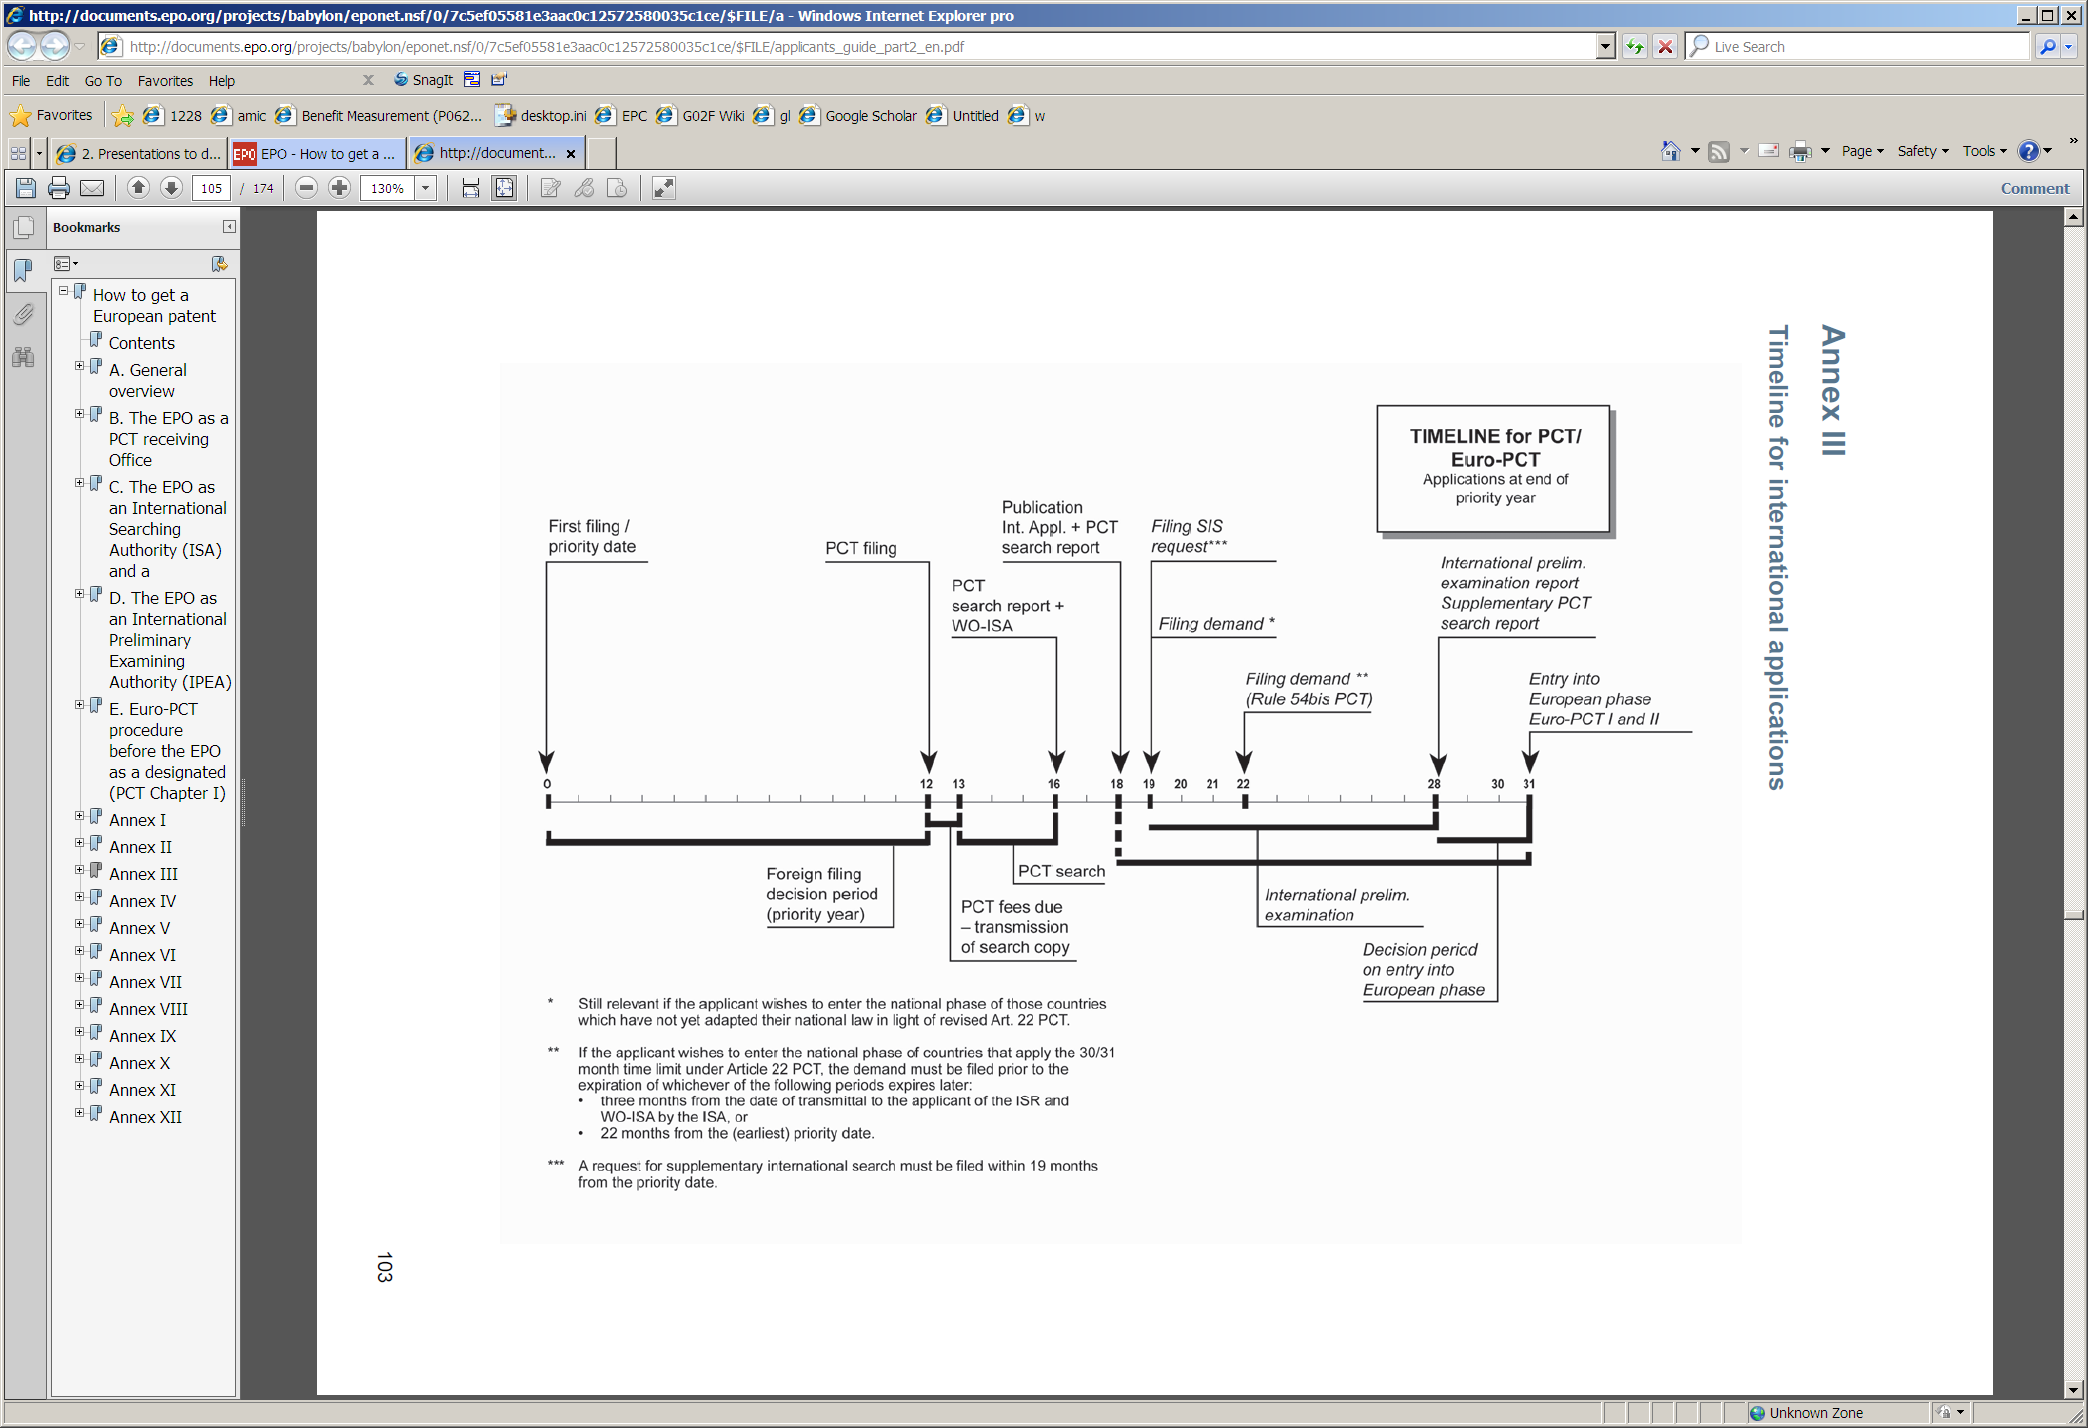 http://documents.epo.org/projects/babylon/eponet.nsf/0/7c5ef05581e3aac0c12572580035c1ce/$FILE/a - Windows Internet Explorer pro
http://documents.epo.org/projects/babylon/eponet.nsf/0/7c5ef05581e3aac0c12572580035c1ce/$FILE/applicants_guide_part2_en.pdf
Live Search
File Edit Go To Favorites Help
x SnagIt
Favorites 1228 amic Benefit Measurement (P062... desktop.ini EPC G02F Wiki gl Google Scholar Untitled w
2. Presentations to d... EPO EPO - How to get a ... http://document... x
Page Safety Tools
105 / 174 130% Comment
Bookmarks
How to get a
European patent
Contents
A. General
overview
B. The EPO as a
PCT receiving
Office
C. The EPO as
an International
Searching
Authority (ISA)
and a
D. The EPO as
an International
Preliminary
Examining
Authority (IPEA)
E. Euro-PCT
procedure
before the EPO
as a designated
(PCT Chapter I)
Annex I
Annex II
Annex III
Annex IV
Annex V
Annex VI
Annex VII
Annex VIII
Annex IX
Annex X
Annex XI
Annex XII
Annex III
Timeline for international applications
TIMELINE for PCT/
Euro-PCT
Applications at end of
priority year
First filing /
priority date
PCT filing
PCT
search report +
WO-ISA
Publication
Int. Appl. + PCT
search report
Filing SIS
request***
Filing demand *
Filing demand **
(Rule 54bis PCT)
International prelim.
examination report
Supplementary PCT
search report
Entry into
European phase
Euro-PCT I and II
0 12 13 16 18 19 20 21 22 28 30 31
Foreign filing
decision period
(priority year)
PCT fees due
– transmission
of search copy
PCT search
International prelim.
examination
Decision period
on entry into
European phase
* Still relevant if the applicant wishes to enter the national phase of those countries
which have not yet adapted their national law in light of revised Art. 22 PCT.
** If the applicant wishes to enter the national phase of countries that apply the 30/31
month time limit under Article 22 PCT, the demand must be filed prior to the
expiration of whichever of the following periods expires later:
• three months from the date of transmittal to the applicant of the ISR and
WO-ISA by the ISA, or
• 22 months from the (earliest) priority date.
*** A request for supplementary international search must be filed within 19 months
from the priority date.
103
Unknown Zone